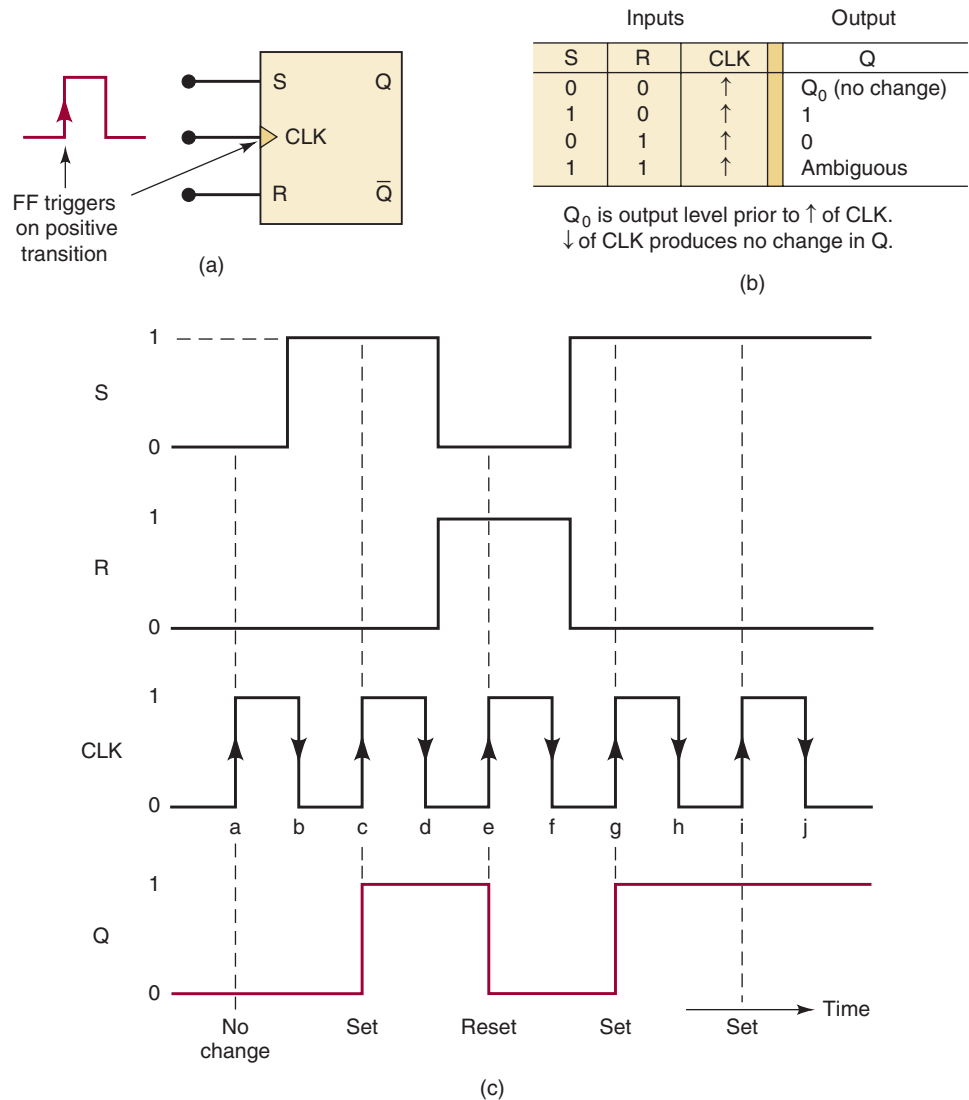 S
Q
CLK
R
Q̅
FF triggers
on positive
transition
(a)
Inputs Output
S R CLK Q
0 0 ↑ Q₀ (no change)
1 0 ↑ 1
0 1 ↑ 0
1 1 ↑ Ambiguous
Q₀ is output level prior to ↑ of CLK.
↓ of CLK produces no change in Q.
(b)
1
S
0
1
R
0
1
CLK
0
a b c d e f g h i j
1
Q
0
Time
No change
Set
Reset
Set
Set
(c)